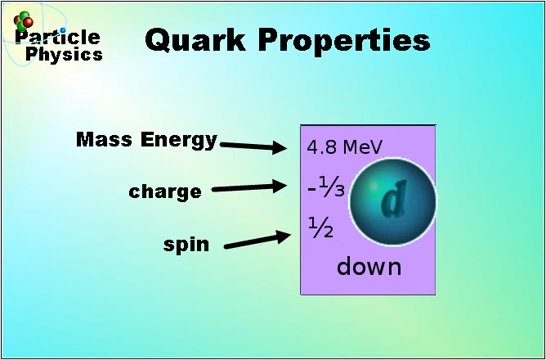 Particle
Physics
Quark Properties
Mass Energy
4.8 MeV
charge
-⅓
d
spin
½
down